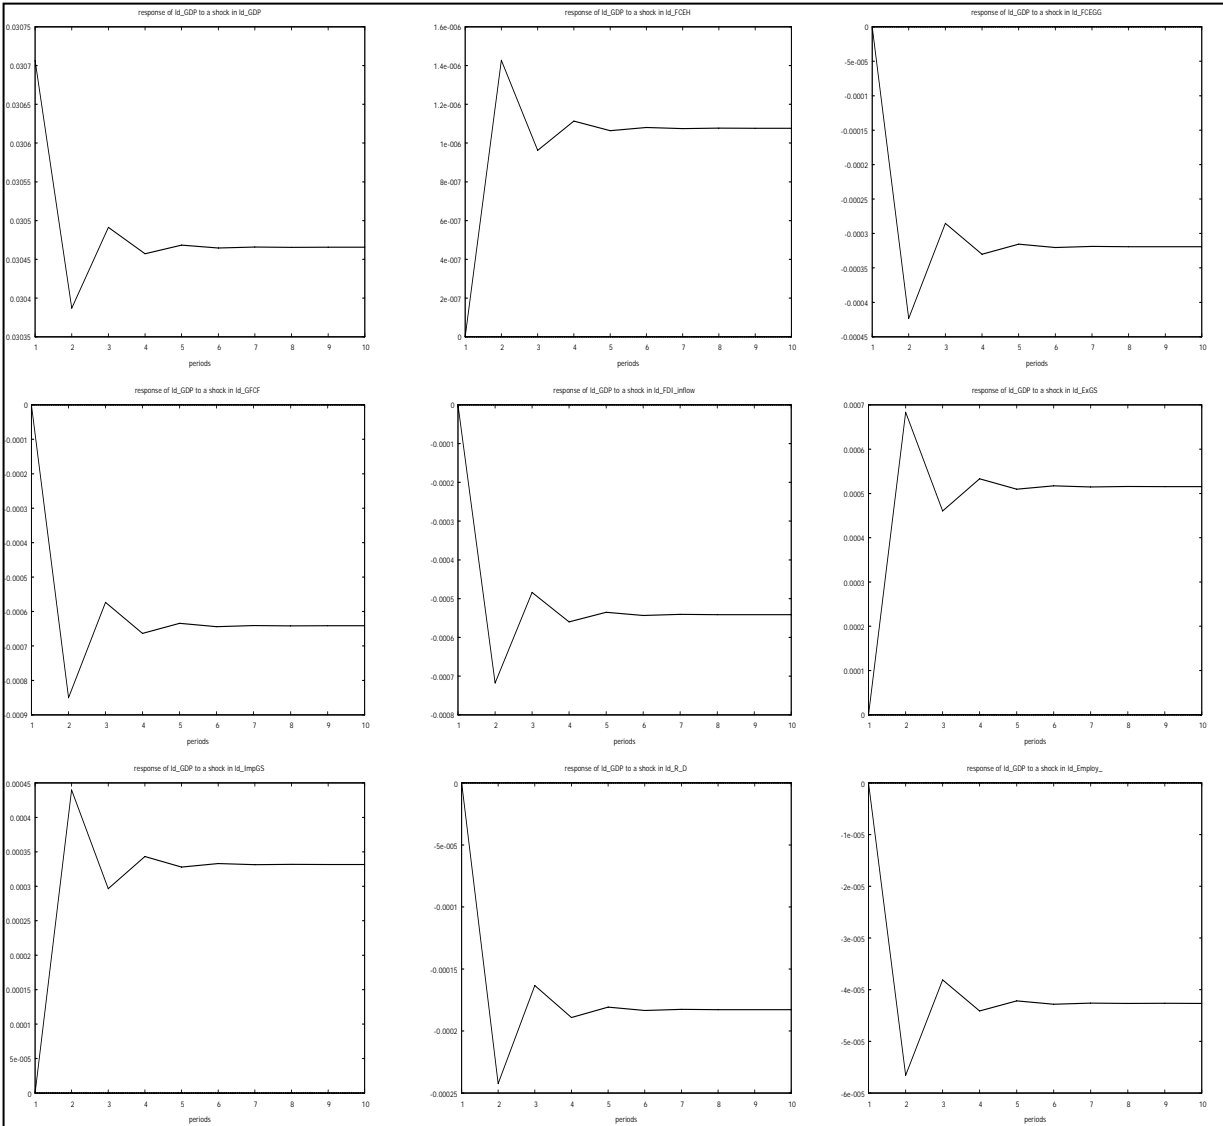 response of ld_GDP to a shock in ld_GDP
0.03075
0.0307
0.03065
0.0306
0.03055
0.0305
0.03045
0.0304
0.03035
1 2 3 4 5 6 7 8 9 10
periods
response of ld_GDP to a shock in ld_FCEH
1.6e-006
1.4e-006
1.2e-006
1e-006
8e-007
6e-007
4e-007
2e-007
0
1 2 3 4 5 6 7 8 9 10
periods
response of ld_GDP to a shock in ld_FCEGG
0
-5e-005
-0.0001
-0.00015
-0.0002
-0.00025
-0.0003
-0.00035
-0.0004
-0.00045
1 2 3 4 5 6 7 8 9 10
periods
response of ld_GDP to a shock in ld_GFCF
0
-0.0001
-0.0002
-0.0003
-0.0004
-0.0005
-0.0006
-0.0007
-0.0008
-0.0009
1 2 3 4 5 6 7 8 9 10
periods
response of ld_GDP to a shock in ld_FDI_inflow
0
-0.0001
-0.0002
-0.0003
-0.0004
-0.0005
-0.0006
-0.0007
-0.0008
1 2 3 4 5 6 7 8 9 10
periods
response of ld_GDP to a shock in ld_ExGS
0.0007
0.0006
0.0005
0.0004
0.0003
0.0002
0.0001
0
1 2 3 4 5 6 7 8 9 10
periods
response of ld_GDP to a shock in ld_ImpGS
0.00045
0.0004
0.00035
0.0003
0.00025
0.0002
0.00015
0.0001
5e-005
0
1 2 3 4 5 6 7 8 9 10
periods
response of ld_GDP to a shock in ld_R_D
0
-5e-005
-0.0001
-0.00015
-0.0002
-0.00025
1 2 3 4 5 6 7 8 9 10
periods
response of ld_GDP to a shock in ld_Employ_
0
-1e-005
-2e-005
-3e-005
-4e-005
-5e-005
-6e-005
1 2 3 4 5 6 7 8 9 10
periods